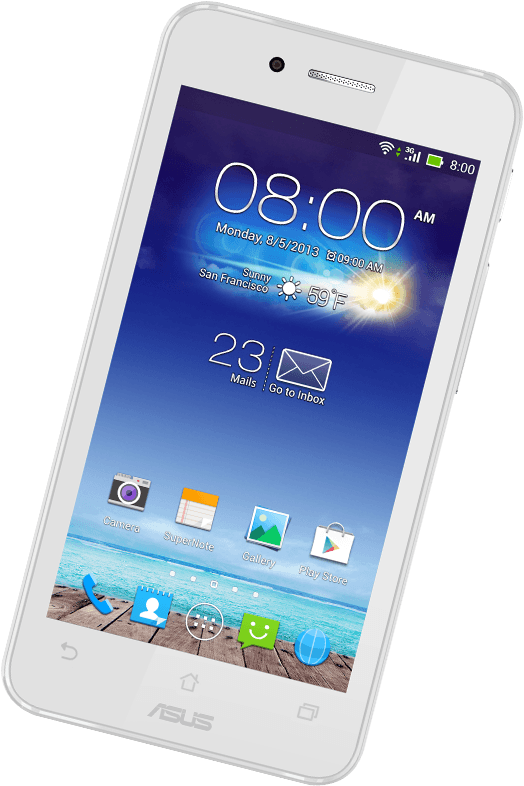 3G 8:00
08:00 AM
Monday, 8/5/2013 09:00 AM
Sunny
San Francisco 59°F
23
Mails Go to Inbox
Camera SuperNote Gallery Play Store
ASUS